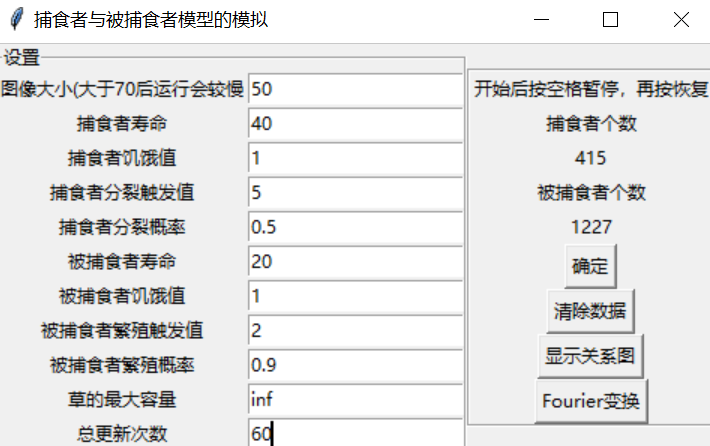 捕食者与被捕食者模型的模拟
设置
图像大小(大于70后运行会较慢 50
捕食者寿命 40
捕食者饥饿值 1
捕食者分裂触发值 5
捕食者分裂概率 0.5
被捕食者寿命 20
被捕食者饥饿值 1
被捕食者繁殖触发值 2
被捕食者繁殖概率 0.9
草的最大容量 inf
总更新次数 60
开始后按空格暂停，再按恢复
捕食者个数
415
被捕食者个数
1227
确定
清除数据
显示关系图
Fourier变换